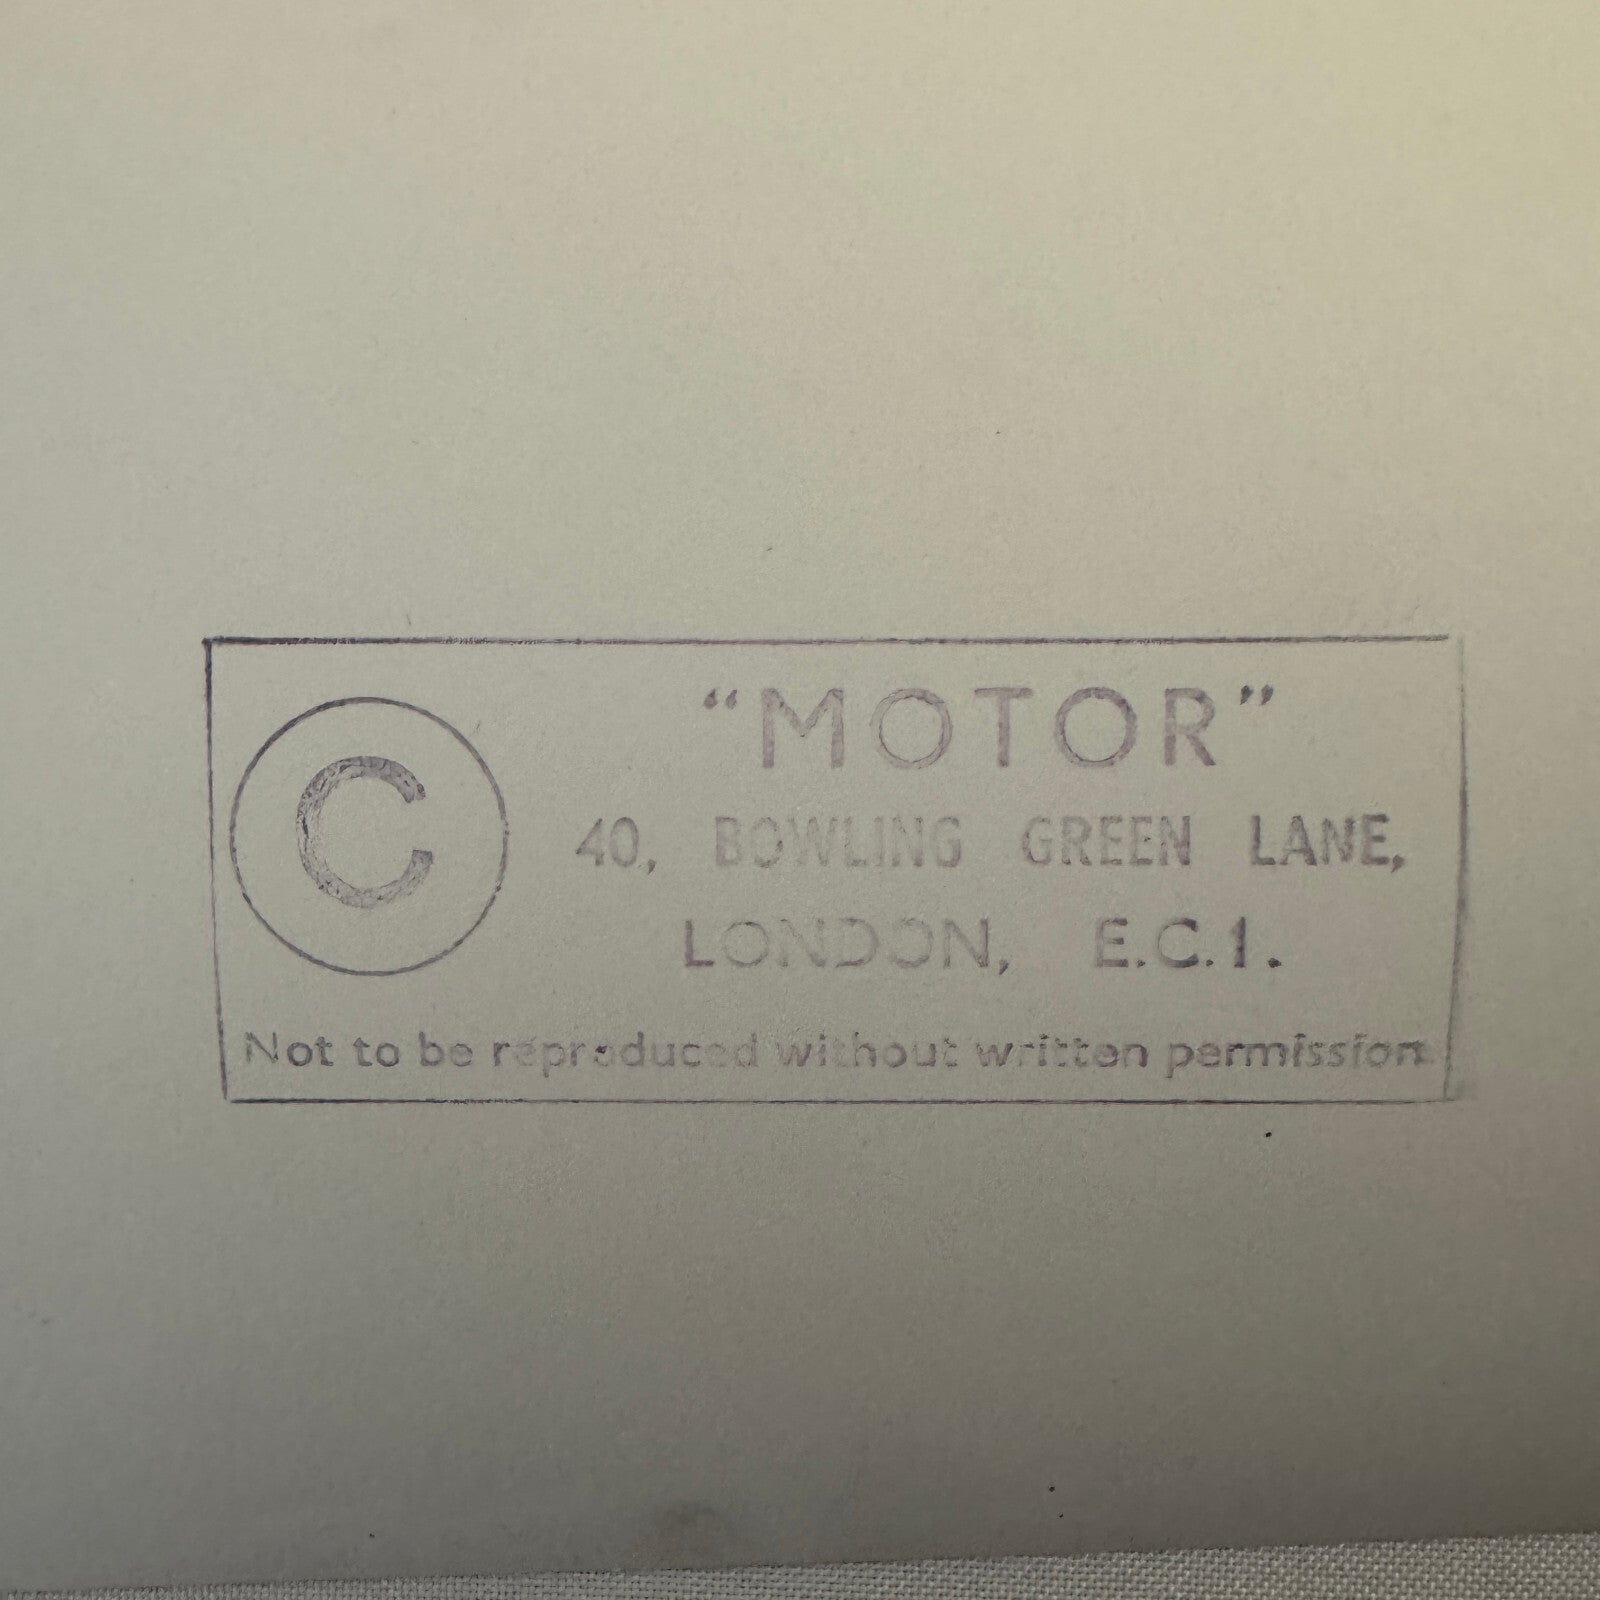 ©
"MOTOR"
40, BOWLING GREEN LANE,
LONDON, E.C.1.
Not to be reproduced without written permission